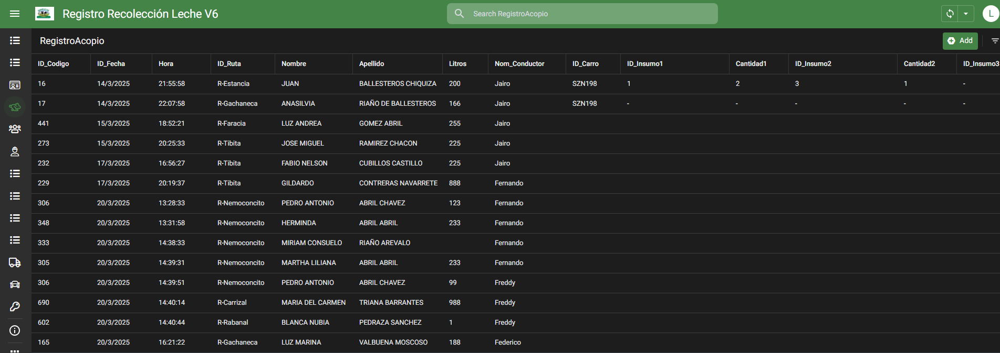 Registro Recolección Leche V6
Search RegistroAcopio
L
RegistroAcopio
Add
ID_Codigo ID_Fecha Hora ID_Ruta Nombre Apellido Litros Nom_Conductor ID_Carro ID_Insumo1 Cantidad1 ID_Insumo2 Cantidad2 ID_Insumo3
16 14/3/2025 21:55:58 R-Estancia JUAN BALLESTEROS CHIQUIZA 200 Jairo SZN198 1 2 3 1 -
17 14/3/2025 22:07:58 R-Gachaneca ANASILVIA RIAÑO DE BALLESTEROS 166 Jairo SZN198 - - - - -
441 15/3/2025 18:52:21 R-Faracia LUZ ANDREA GOMEZ ABRIL 255 Jairo
273 15/3/2025 20:25:33 R-Tibita JOSE MIGUEL RAMIREZ CHACON 225 Jairo
232 17/3/2025 16:56:27 R-Tibita FABIO NELSON CUBILLOS CASTILLO 225 Jairo
229 17/3/2025 20:19:37 R-Tibita GILDARDO CONTRERAS NAVARRETE 888 Fernando
306 20/3/2025 13:28:33 R-Nemoconcito PEDRO ANTONIO ABRIL CHAVEZ 123 Fernando
348 20/3/2025 13:31:58 R-Nemoconcito HERMINDA ABRIL ABRIL 233 Fernando
333 20/3/2025 14:38:33 R-Nemoconcito MIRIAM CONSUELO RIAÑO AREVALO Fernando
305 20/3/2025 14:39:31 R-Nemoconcito MARTHA LILIANA ABRIL ABRIL 233 Fernando
306 20/3/2025 14:39:51 R-Nemoconcito PEDRO ANTONIO ABRIL CHAVEZ 99 Freddy
690 20/3/2025 14:40:14 R-Carrizal MARIA DEL CARMEN TRIANA BARRANTES 988 Freddy
602 20/3/2025 14:40:44 R-Rabanal BLANCA NUBIA PEDRAZA SANCHEZ 1 Freddy
165 20/3/2025 16:21:22 R-Gachaneca LUZ MARINA VALBUENA MOSCOSO 188 Federico